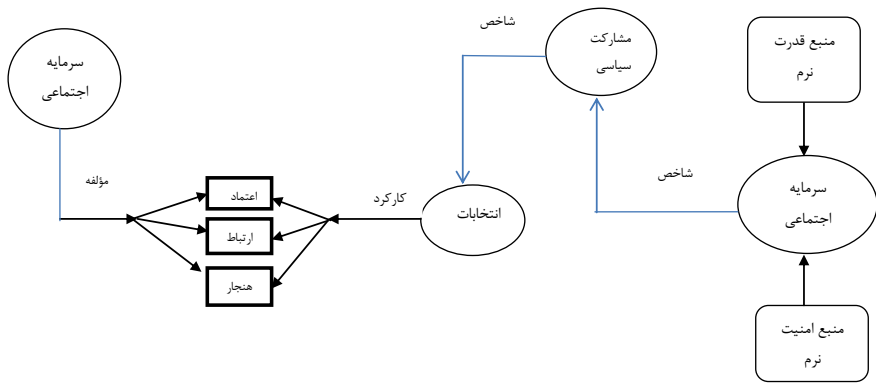 منبع قدرت
نرم
شاخص
مشارکت
سیاسی
شاخص
سرمایه
اجتماعی
منبع امنیت
نرم
انتخابات
کارکرد
اعتماد
ارتباط
هنجار
مؤلفه
سرمایه
اجتماعی